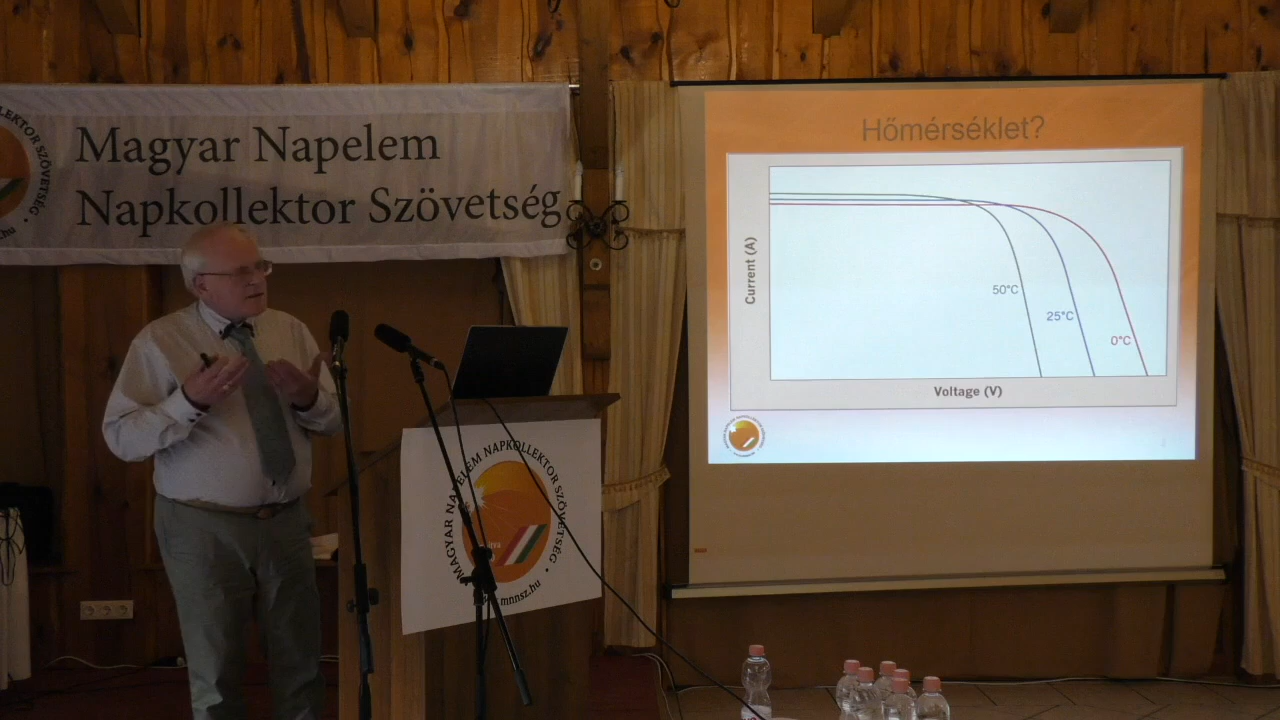 Magyar Napelem
Napkollektor Szövetség
Hőmérséklet?
Current (A)
50°C
25°C
0°C
Voltage (V)
MAGYAR NAPELEM NAPKOLLEKTOR SZÖVETSÉG
mnnsz.hu